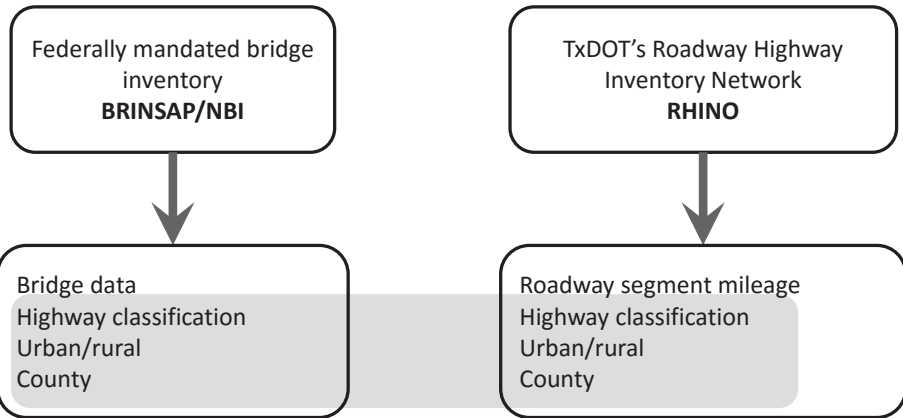 Federally mandated bridge
inventory
BRINSAP/NBI
TxDOT’s Roadway Highway
Inventory Network
RHINO
Bridge data
Highway classification
Urban/rural
County
Roadway segment mileage
Highway classification
Urban/rural
County